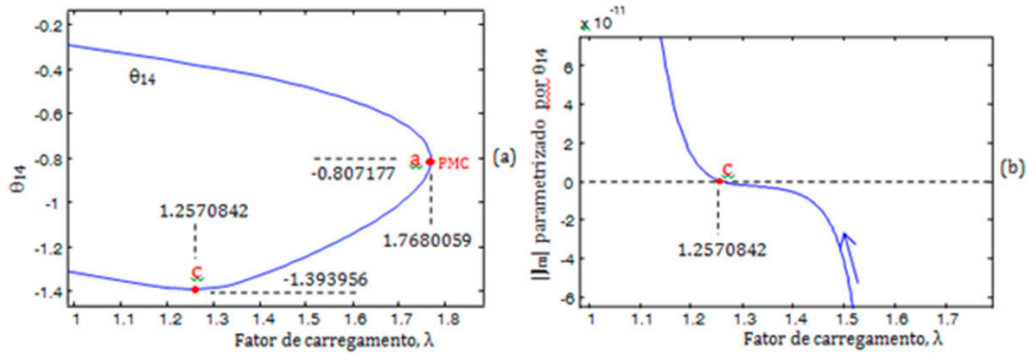 -0.2
-0.4
-0.6
-0.8
-1
-1.2
-1.4
θ14
θ14
a
PMC
-0.807177
1.7680059
1.2570842
c
-1.393956
1 1.1 1.2 1.3 1.4 1.5 1.6 1.7 1.8
Fator de carregamento, λ
(a)
x 10^-11
6
4
2
0
-2
-4
-6
|Jm| parametrizado por θ14
c
1.2570842
1 1.1 1.2 1.3 1.4 1.5 1.6 1.7
Fator de carregamento, λ
(b)